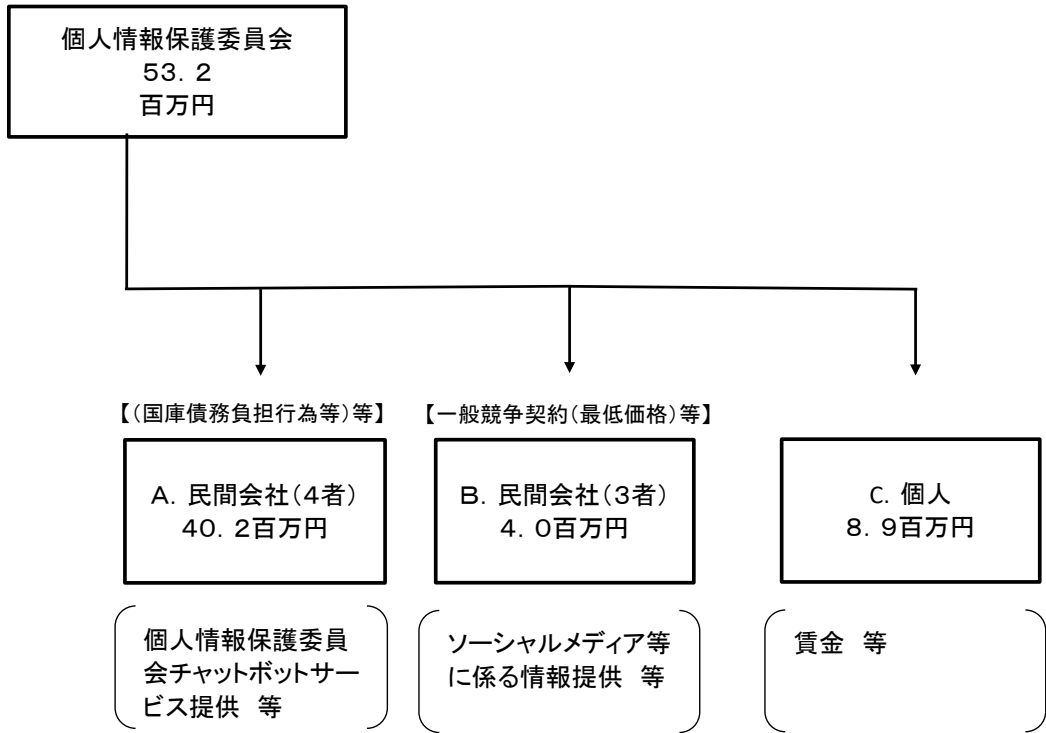 個人情報保護委員会
53．2
百万円
【（国庫債務負担行為等）等】
A．民間会社（４者）
40．2百万円
個人情報保護委員
会チャットボットサー
ビス提供　等
【一般競争契約（最低価格）等】
B．民間会社（３者）
4．0百万円
ソーシャルメディア等
に係る情報提供　等
C．個人
8．9百万円
賃金　等